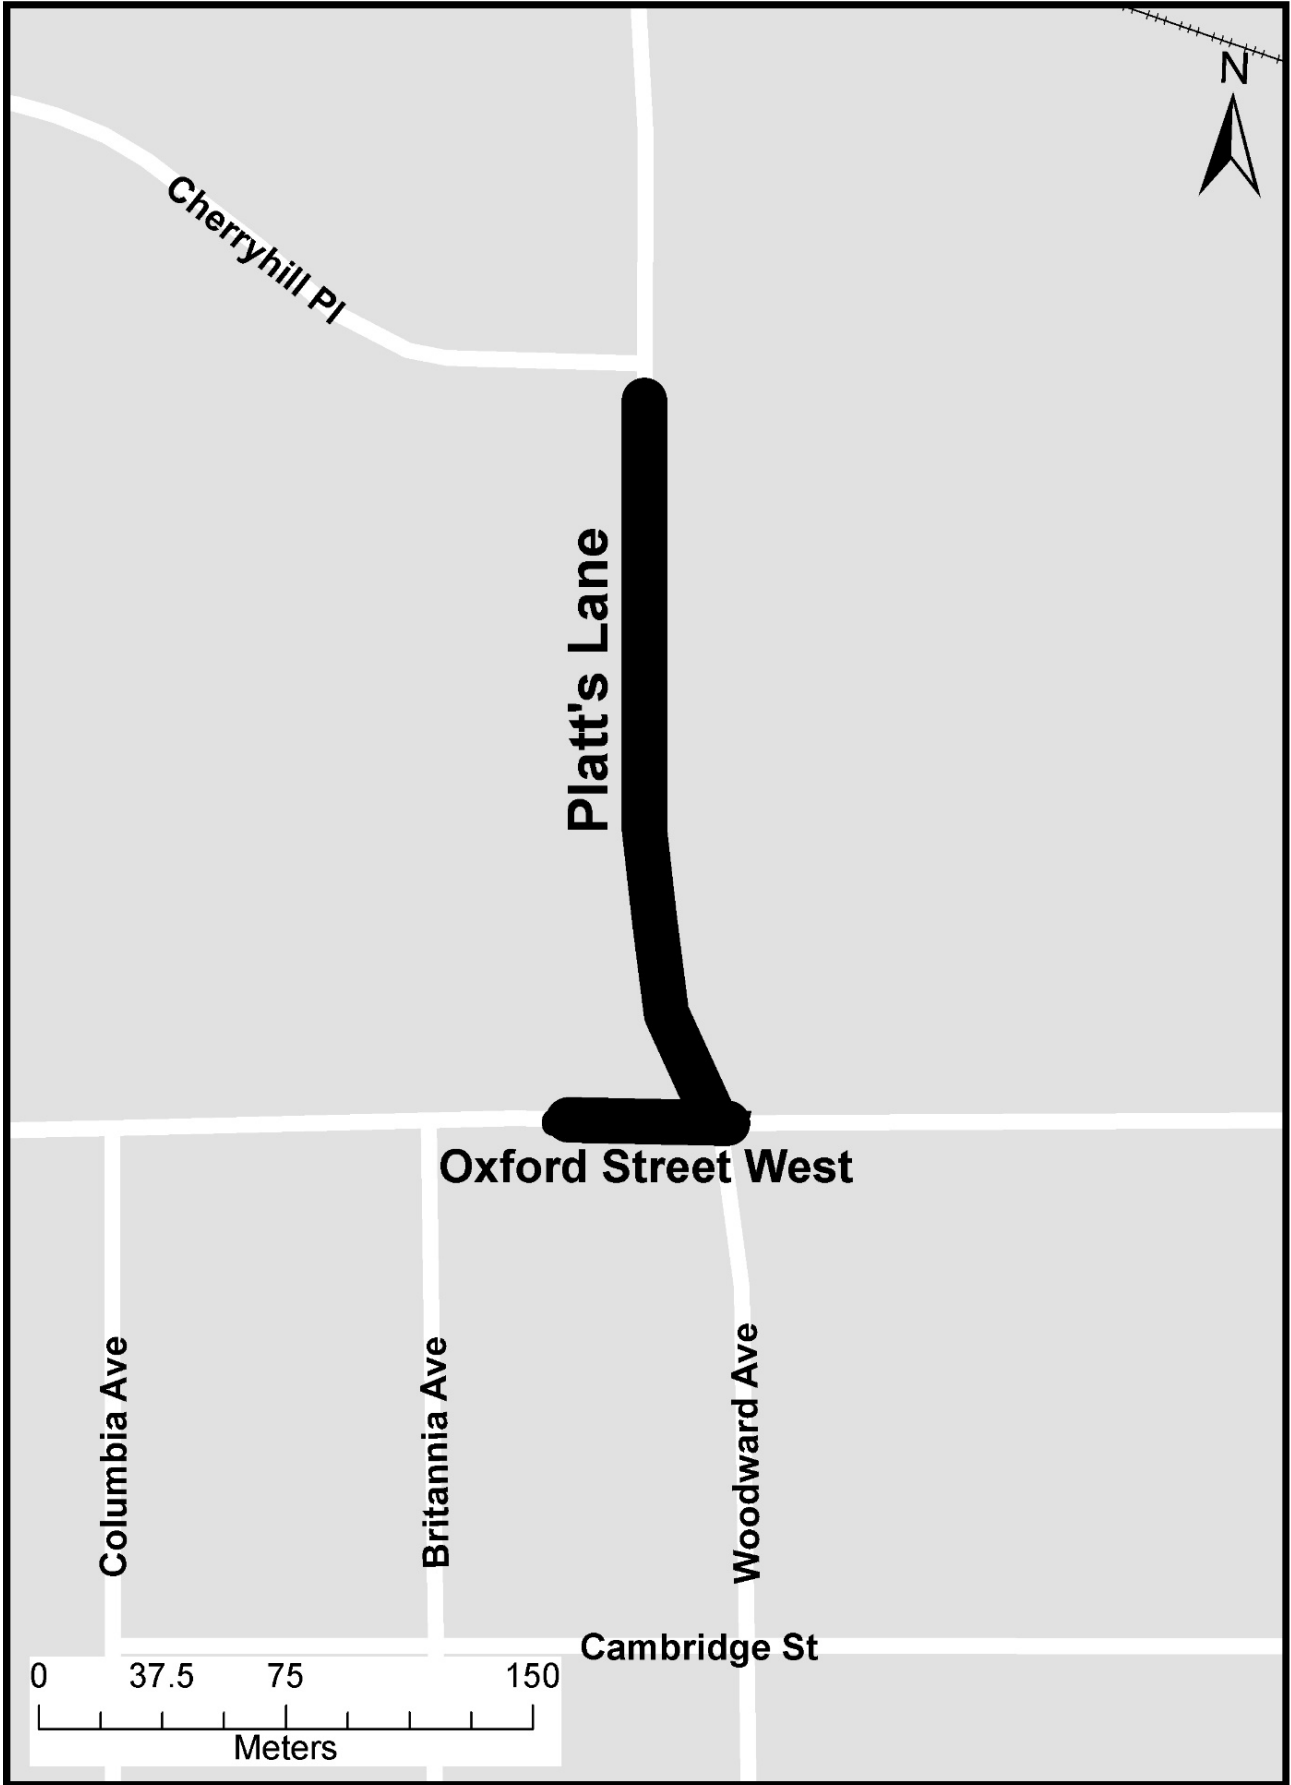 N
Cherryhill Pl
Platt's Lane
Oxford Street West
Columbia Ave
Britannia Ave
Woodward Ave
Cambridge St
0 37.5 75 150
Meters